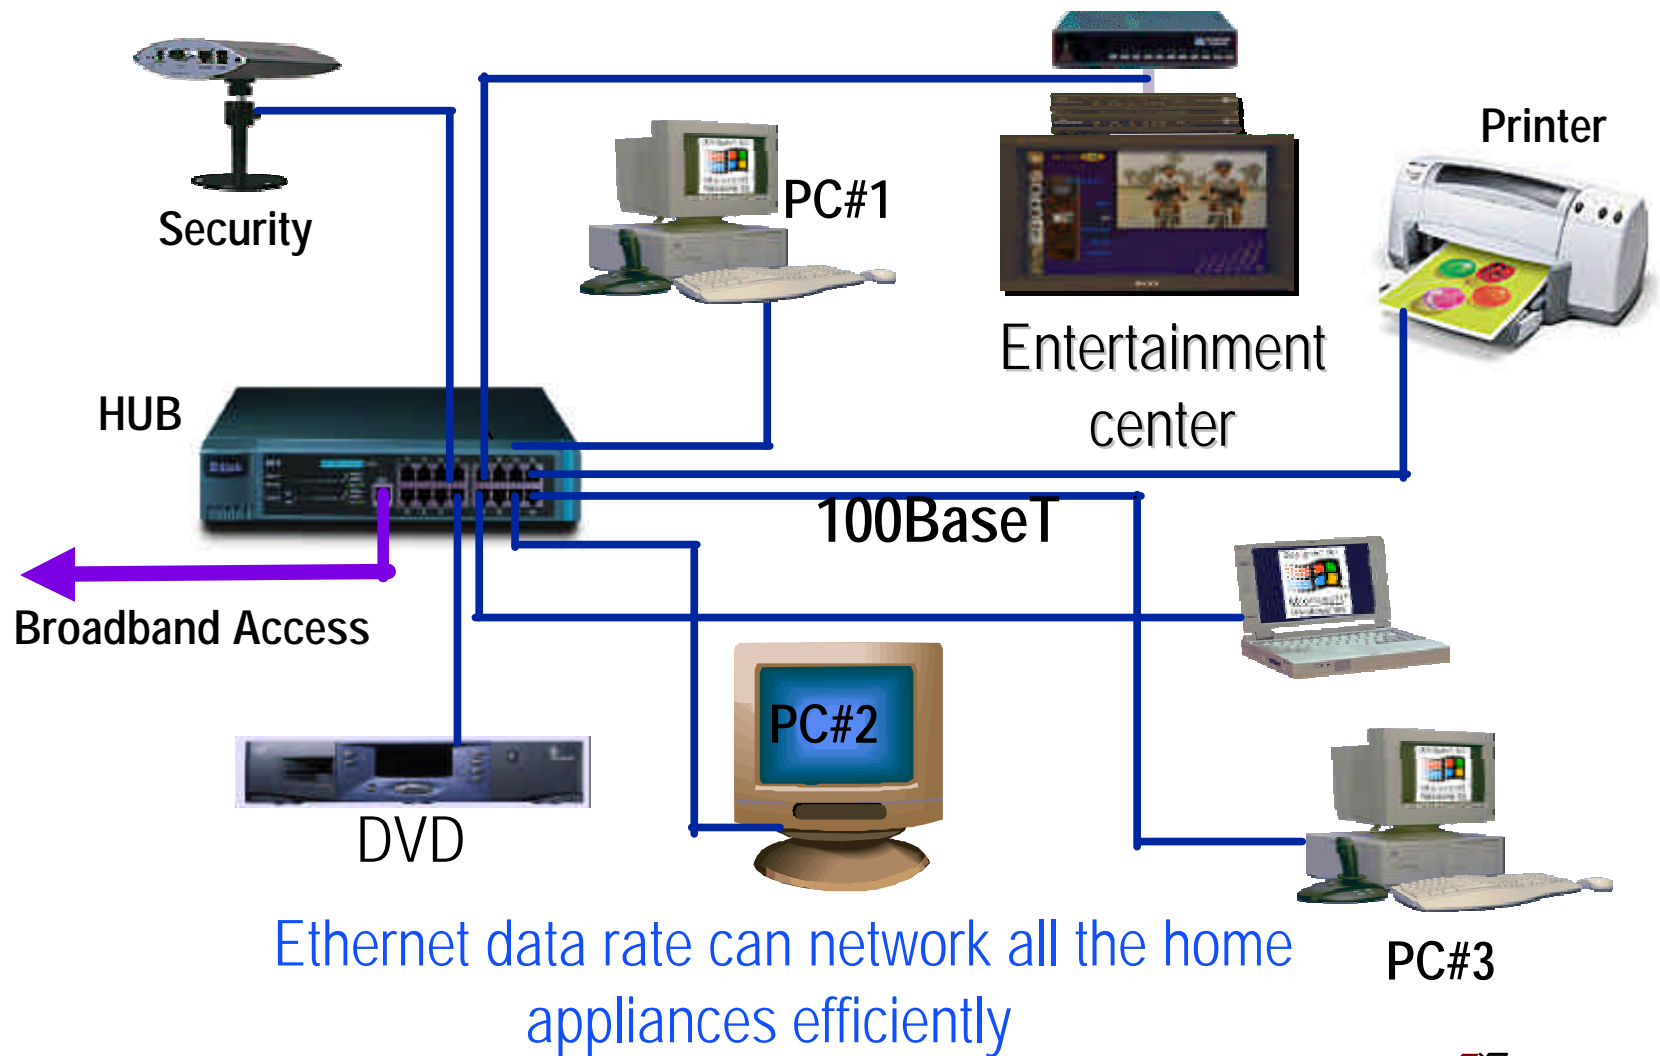 Printer
PC#1
Security
Entertainment
center
HUB
100BaseT
Broadband Access
PC#2
DVD
Ethernet data rate can network all the home
appliances efficiently
PC#3